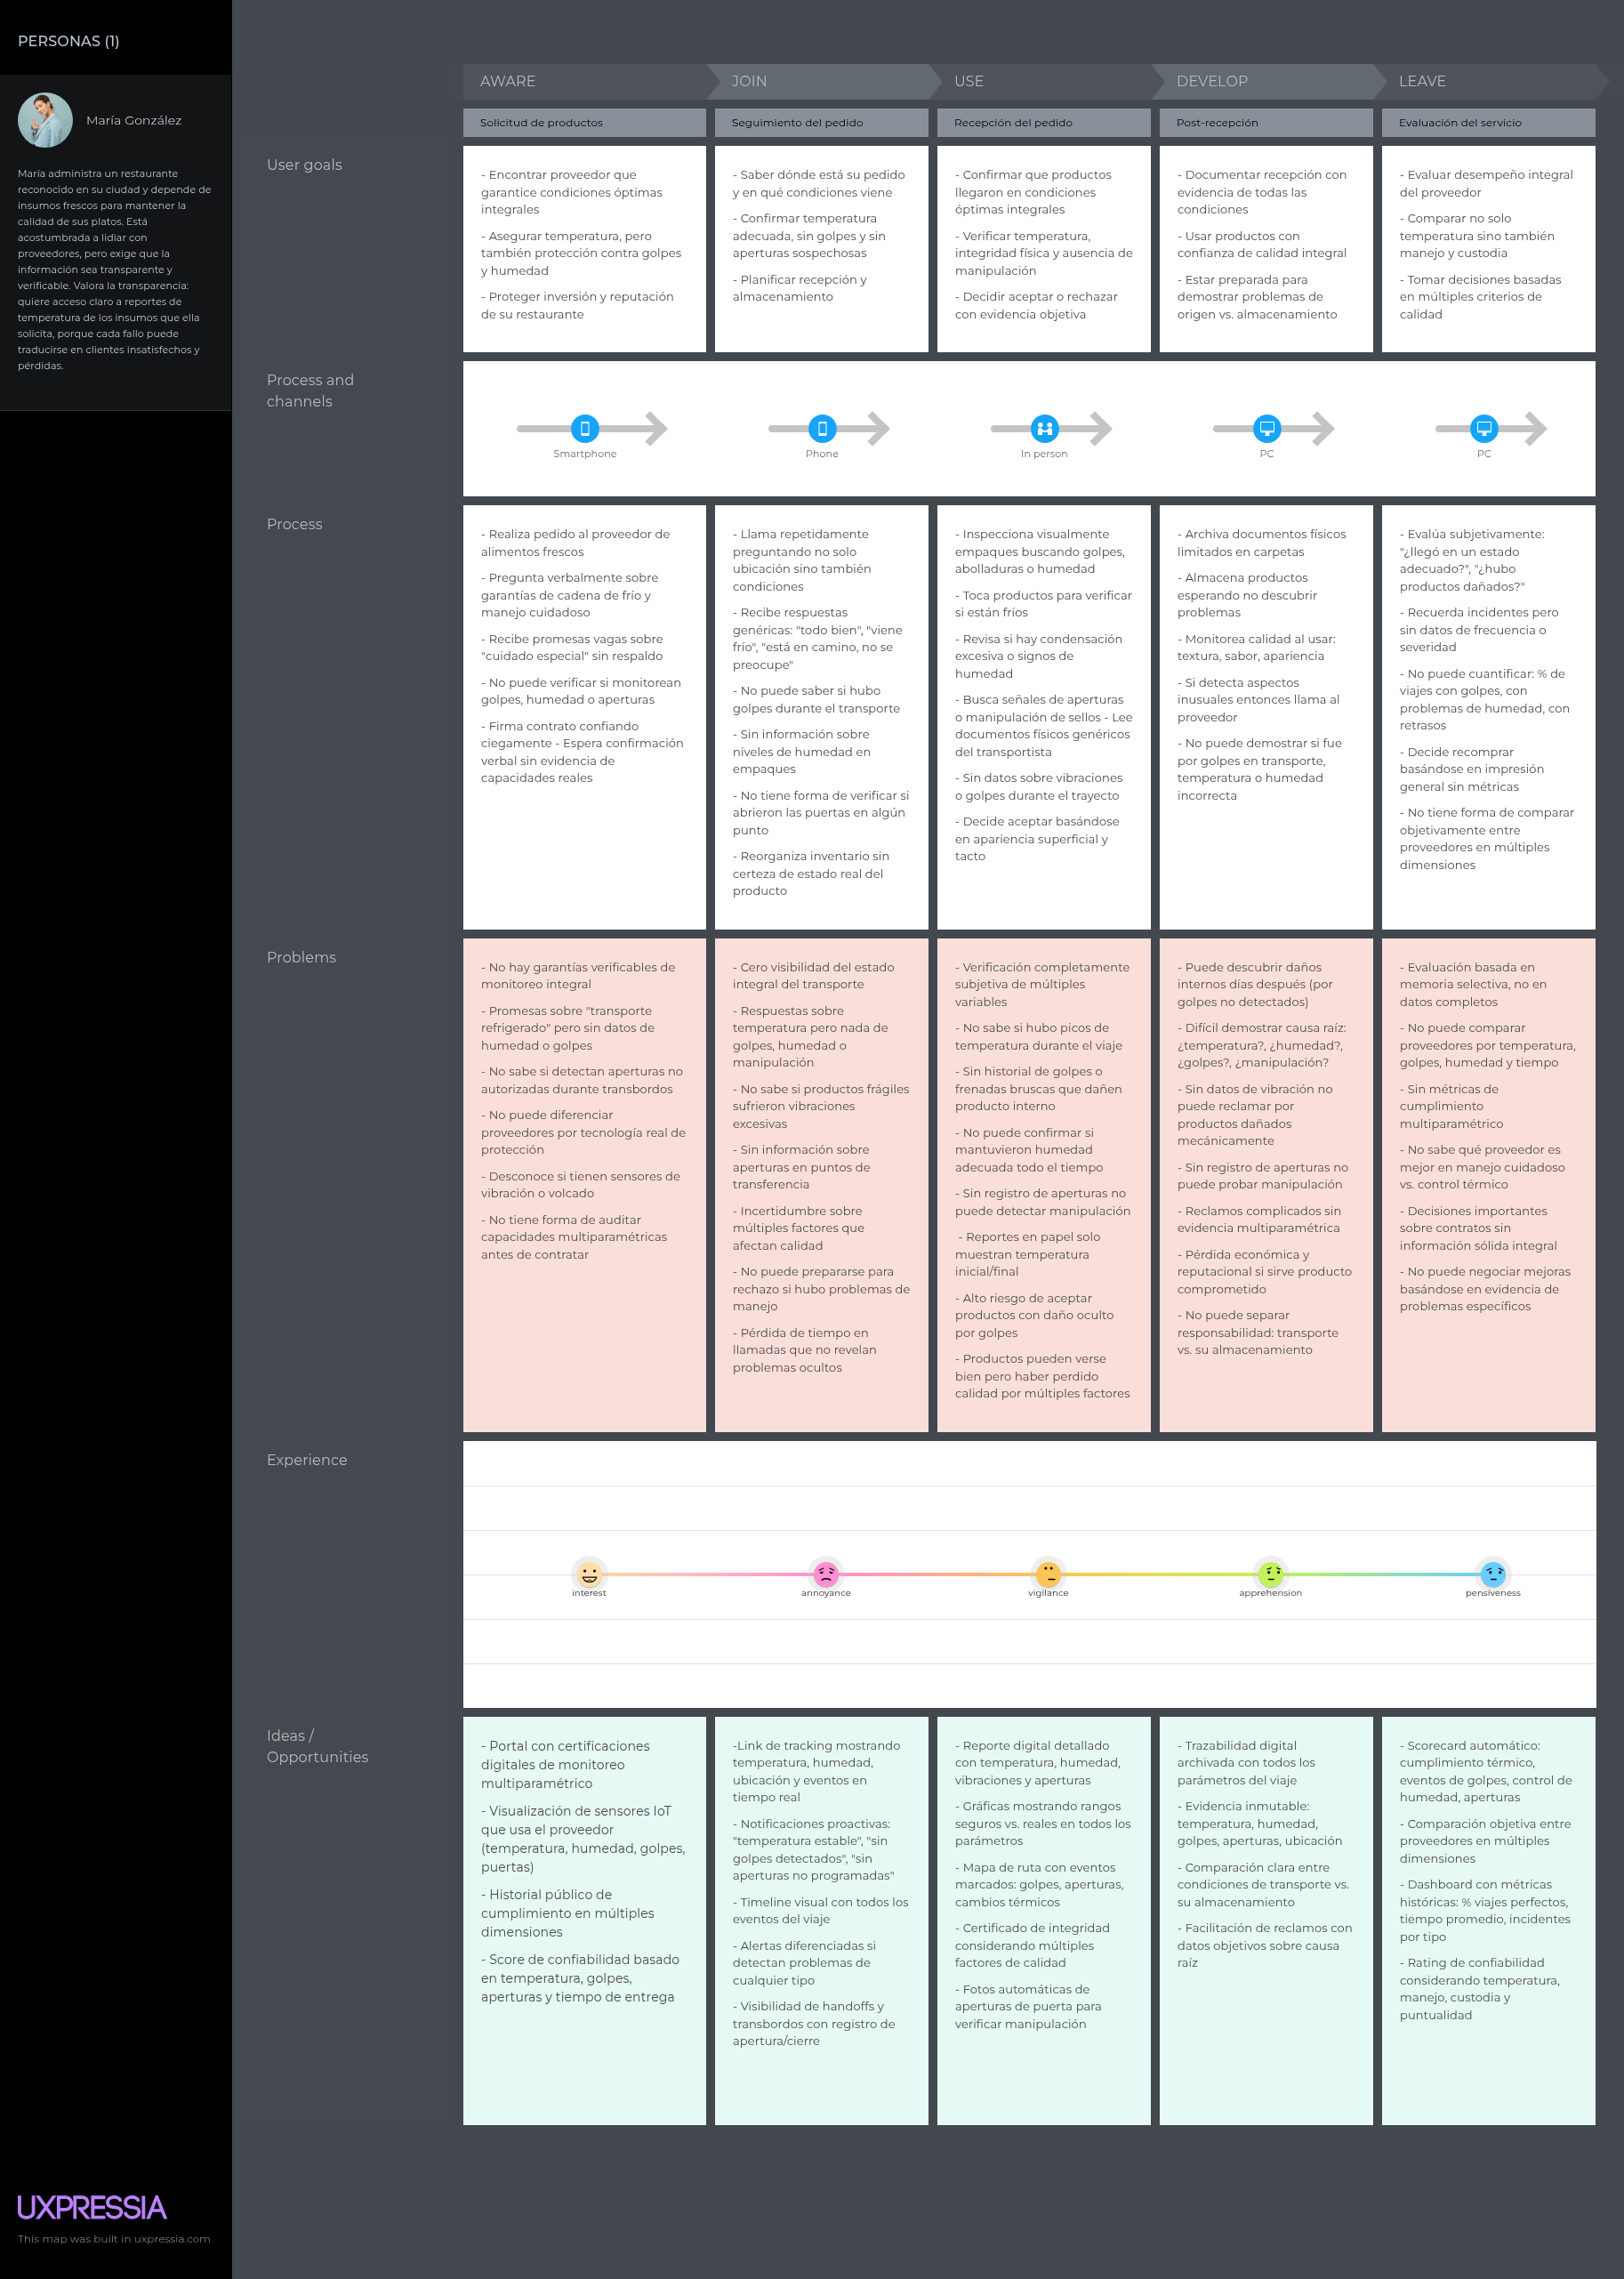 PERSONAS (1)
María González
María administra un restaurante
reconocido en su ciudad y depende de
insumos frescos para mantener la
calidad de sus platos. Está
acostumbrada a lidiar con
proveedores, pero exige que la
información sea transparente y
verificable. Valora la transparencia:
quiere acceso claro a reportes de
temperatura de los insumos que ella
solicita, porque cada fallo puede
traducirse en clientes insatisfechos y
pérdidas.
AWARE
JOIN
USE
DEVELOP
LEAVE
Solicitud de productos
Seguimiento del pedido
Recepción del pedido
Post-recepción
Evaluación del servicio
User goals
- Encontrar proveedor que
garantice condiciones óptimas
integrales
- Asegurar temperatura, pero
también protección contra golpes
y humedad
- Proteger inversión y reputación
de su restaurante
- Saber dónde está su pedido
y en qué condiciones viene
- Confirmar temperatura
adecuada, sin golpes y sin
aperturas sospechosas
- Planificar recepción y
almacenamiento
- Confirmar que productos
llegaron en condiciones
óptimas integrales
- Verificar temperatura,
integridad física y ausencia de
manipulación
- Decidir aceptar o rechazar
con evidencia objetiva
- Documentar recepción con
evidencia de todas las
condiciones
- Usar productos con
confianza de calidad integral
- Estar preparada para
demostrar problemas de
origen vs. almacenamiento
- Evaluar desempeño integral
del proveedor
- Comparar no solo
temperatura sino también
manejo y custodia
- Tomar decisiones basadas
en múltiples criterios de
calidad
Process and
channels
Smartphone
Phone
In person
PC
PC
Process
- Realiza pedido al proveedor de
alimentos frescos
- Pregunta verbalmente sobre
garantías de cadena de frío y
manejo cuidadoso
- Recibe promesas vagas sobre
"cuidado especial" sin respaldo
- No puede verificar si monitorean
golpes, humedad o aperturas
- Firma contrato confiando
ciegamente - Espera confirmación
verbal sin evidencia de
capacidades reales
- Llama repetidamente
preguntando no solo
ubicación sino también
condiciones
- Recibe respuestas
genéricas: "todo bien", "viene
frío", "está en camino, no se
preocupe"
- No puede saber si hubo
golpes durante el transporte
- Sin información sobre
niveles de humedad en
empaques
- No tiene forma de verificar si
abrieron las puertas en algún
punto
- Reorganiza inventario sin
certeza de estado real del
producto
- Inspecciona visualmente
empaques buscando golpes,
abolladuras o humedad
- Toca productos para verificar
si están fríos
- Revisa si hay condensación
excesiva o signos de
humedad
- Busca señales de aperturas
o manipulación de sellos - Lee
documentos físicos genéricos
del transportista
- Sin datos sobre vibraciones
o golpes durante el trayecto
- Decide aceptar basándose
en apariencia superficial y
tacto
- Archiva documentos físicos
limitados en carpetas
- Almacena productos
esperando no descubrir
problemas
- Monitorea calidad al usar:
textura, sabor, apariencia
- Si detecta aspectos
inusuales entonces llama al
proveedor
- No puede demostrar si fue
por golpes en transporte,
temperatura o humedad
incorrecta
- Evalúa subjetivamente:
"¿llegó en un estado
adecuado?", "¿hubo
productos dañados?"
- Recuerda incidentes pero
sin datos de frecuencia o
severidad
- No puede cuantificar: % de
viajes con golpes, con
problemas de humedad, con
retrasos
- Decide recomprar
basándose en impresión
general sin métricas
- No tiene forma de comparar
objetivamente entre
proveedores en múltiples
dimensiones
Problems
- No hay garantías verificables de
monitoreo integral
- Promesas sobre "transporte
refrigerado" pero sin datos de
humedad o golpes
- No sabe si detectan aperturas no
autorizadas durante transbordos
- No puede diferenciar
proveedores por tecnología real de
protección
- Desconoce si tienen sensores de
vibración o volcado
- No tiene forma de auditar
capacidades multiparamétricas
antes de contratar
- Cero visibilidad del estado
integral del transporte
- Respuestas sobre
temperatura pero nada de
golpes, humedad o
manipulación
- No sabe si productos frágiles
sufrieron vibraciones
excesivas
- Sin información sobre
aperturas en puntos de
transferencia
- Incertidumbre sobre
múltiples factores que
afectan calidad
- No puede prepararse para
rechazo si hubo problemas de
manejo
- Pérdida de tiempo en
llamadas que no revelan
problemas ocultos
- Verificación completamente
subjetiva de múltiples
variables
- No sabe si hubo picos de
temperatura durante el viaje
- Sin historial de golpes o
frenadas bruscas que dañen
producto interno
- No puede confirmar si
mantuvieron humedad
adecuada todo el tiempo
- Sin registro de aperturas no
puede detectar manipulación
- Reportes en papel solo
muestran temperatura
inicial/final
- Alto riesgo de aceptar
productos con daño oculto
por golpes
- Productos pueden verse
bien pero haber perdido
calidad por múltiples factores
- Puede descubrir daños
internos días después (por
golpes no detectados)
- Difícil demostrar causa raíz:
¿temperatura?, ¿humedad?,
¿golpes?, ¿manipulación?
- Sin datos de vibración no
puede reclamar por
productos dañados
mecánicamente
- Sin registro de aperturas no
puede probar manipulación
- Reclamos complicados sin
evidencia multiparamétrica
- Pérdida económica y
reputacional si sirve producto
comprometido
- No puede separar
responsabilidad: transporte
vs. su almacenamiento
- Evaluación basada en
memoria selectiva, no en
datos completos
- No puede comparar
proveedores por temperatura,
golpes, humedad y tiempo
- Sin métricas de
cumplimiento
multiparamétrico
- No sabe qué proveedor es
mejor en manejo cuidadoso
vs. control térmico
- Decisiones importantes
sobre contratos sin
información sólida integral
- No puede negociar mejoras
basándose en evidencia de
problemas específicos
Experience
interest
annoyance
vigilance
apprehension
pensiveness
Ideas /
Opportunities
- Portal con certificaciones
digitales de monitoreo
multiparamétrico
- Visualización de sensores IoT
que usa el proveedor
(temperatura, humedad, golpes,
puertas)
- Historial público de
cumplimiento en múltiples
dimensiones
- Score de confiabilidad basado
en temperatura, golpes,
aperturas y tiempo de entrega
-Link de tracking mostrando
temperatura, humedad,
ubicación y eventos en
tiempo real
- Notificaciones proactivas:
"temperatura estable", "sin
golpes detectados", "sin
aperturas no programadas"
- Timeline visual con todos los
eventos del viaje
- Alertas diferenciadas si
detectan problemas de
cualquier tipo
- Visibilidad de handoffs y
transbordos con registro de
apertura/cierre
- Reporte digital detallado
con temperatura, humedad,
vibraciones y aperturas
- Gráficas mostrando rangos
seguros vs. reales en todos los
parámetros
- Mapa de ruta con eventos
marcados: golpes, aperturas,
cambios térmicos
- Certificado de integridad
considerando múltiples
factores de calidad
- Fotos automáticas de
aperturas de puerta para
verificar manipulación
- Trazabilidad digital
archivada con todos los
parámetros del viaje
- Evidencia inmutable:
temperatura, humedad,
golpes, aperturas, ubicación
- Comparación clara entre
condiciones de transporte vs.
su almacenamiento
- Facilitación de reclamos con
datos objetivos sobre causa
raíz
- Scorecard automático:
cumplimiento térmico,
eventos de golpes, control de
humedad, aperturas
- Comparación objetiva entre
proveedores en múltiples
dimensiones
- Dashboard con métricas
históricas: % viajes perfectos,
tiempo promedio, incidentes
por tipo
- Rating de confiabilidad
considerando temperatura,
manejo, custodia y
puntualidad
UXPRESSIA
This map was built in uxpressia.com